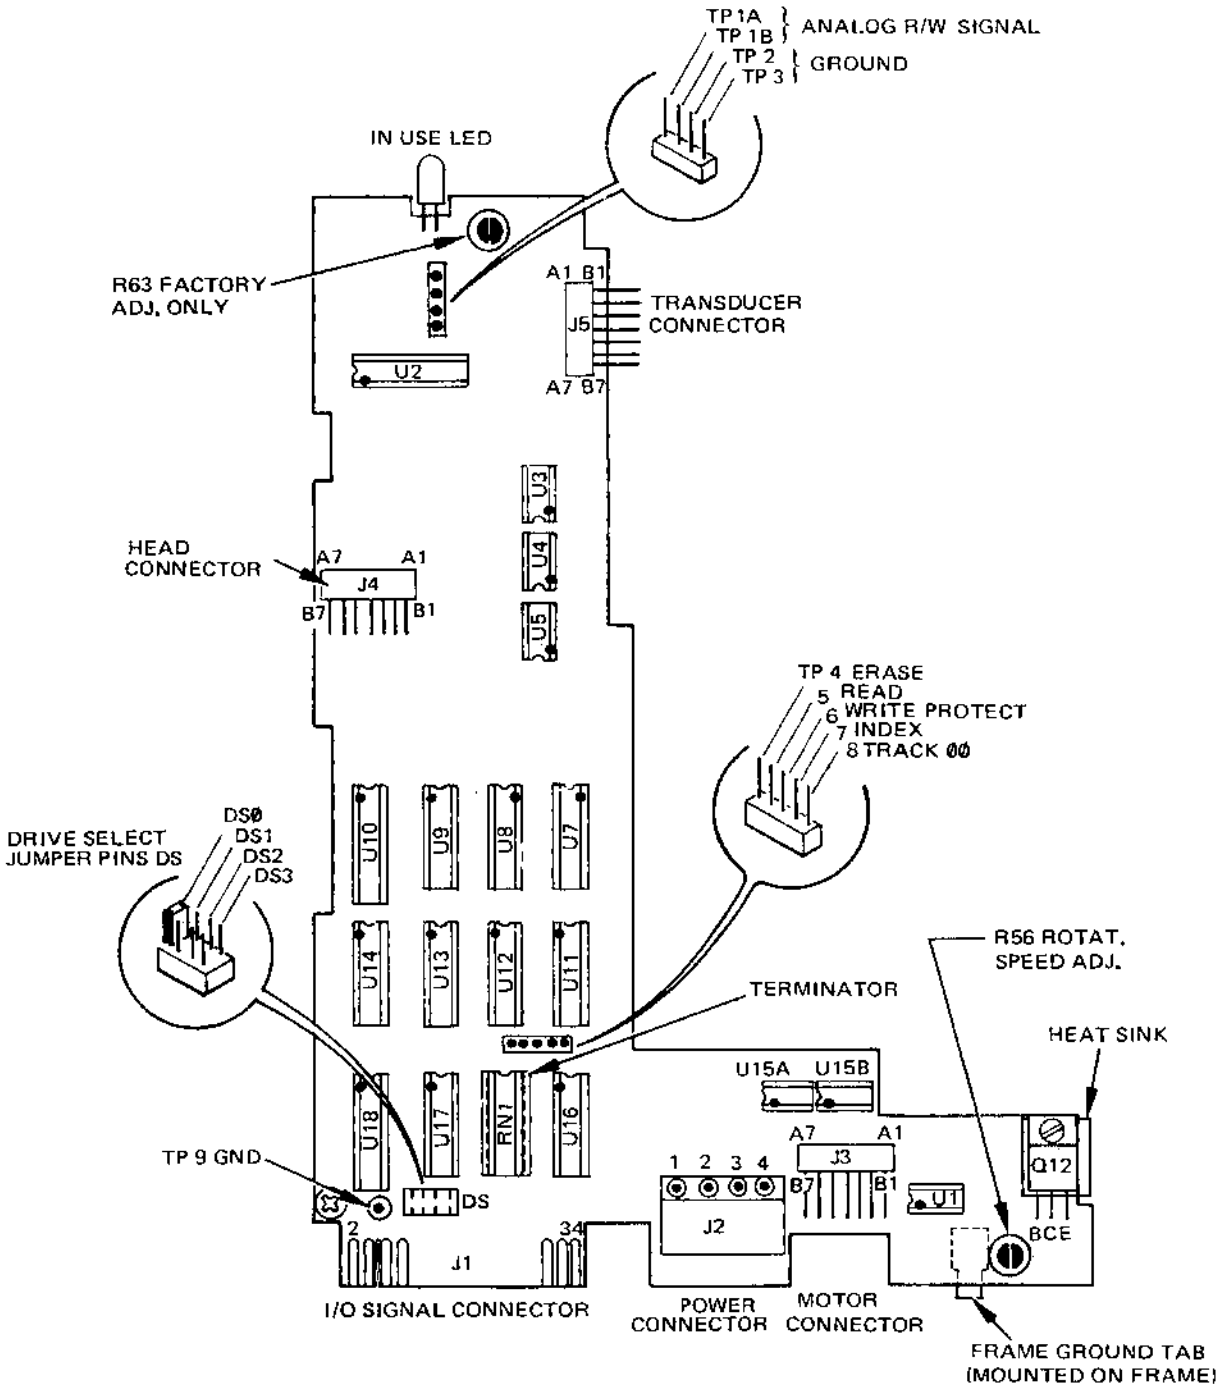 TP 1A
TP 1B
ANALOG R/W SIGNAL
TP 2
TP 3
GROUND
IN USE LED
R63 FACTORY
ADJ. ONLY
A1 B1
J5
A7 B7
TRANSDUCER
CONNECTOR
U2
U3
U4
U5
HEAD
CONNECTOR
A7 A1
J4
B7 B1
TP 4 ERASE
5 READ
6 WRITE PROTECT
7 INDEX
8 TRACK 00
DRIVE SELECT
JUMPER PINS DS
DS0
DS1
DS2
DS3
U10
U9
U8
U7
U14
U13
U12
U11
R56 ROTAT.
SPEED ADJ.
TERMINATOR
HEAT SINK
U15A U15B
U18
U17
RN1
U16
TP 9 GND
DS
1 2 3 4
J2
A7 A1
J3
B7 B1
U1
Q12
BCE
2 34
J1
I/O SIGNAL CONNECTOR
POWER
CONNECTOR
MOTOR
CONNECTOR
FRAME GROUND TAB
(MOUNTED ON FRAME)